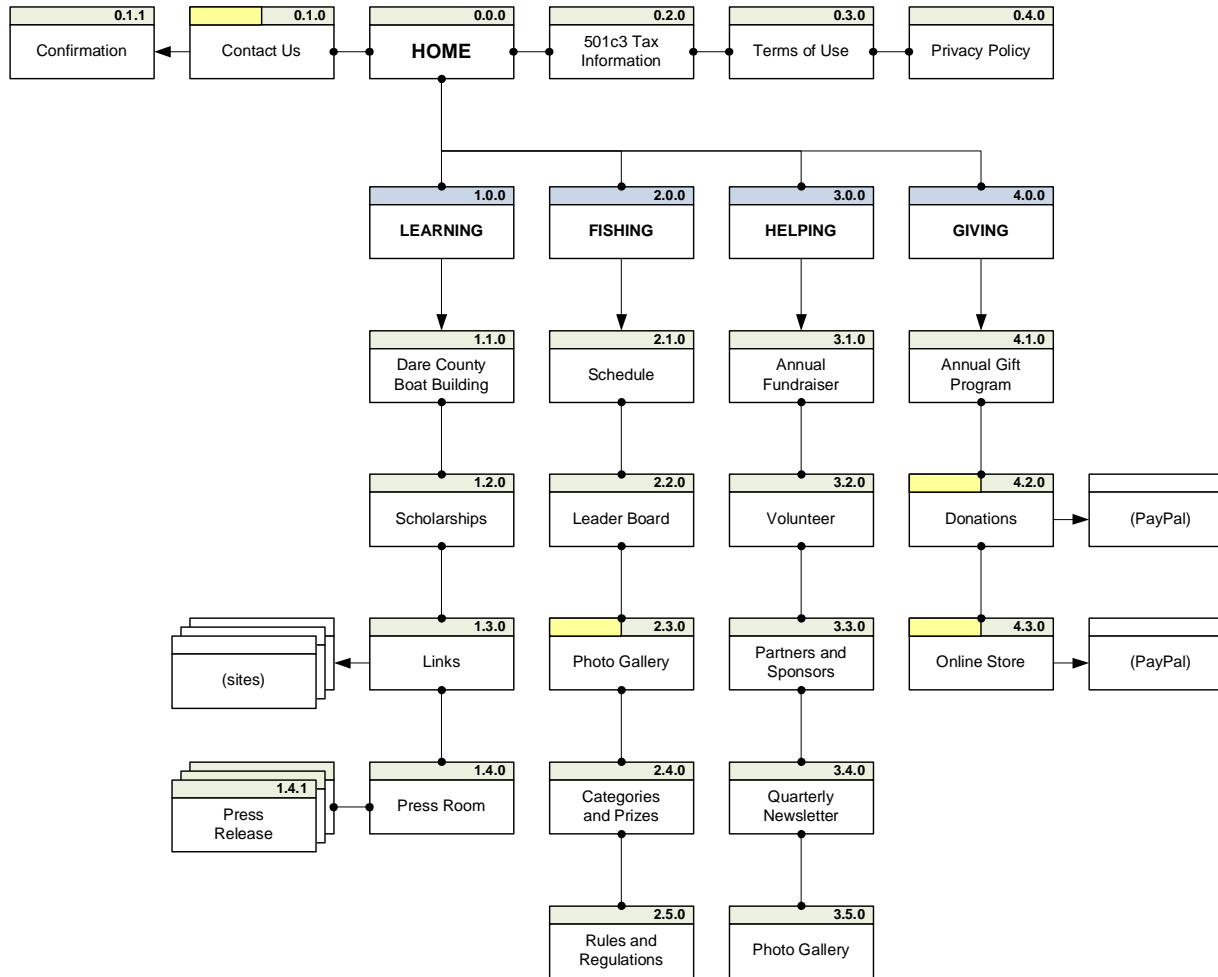 0.1.1
Confirmation
0.1.0
Contact Us
0.0.0
HOME
0.2.0
501c3 Tax
Information
0.3.0
Terms of Use
0.4.0
Privacy Policy
1.0.0
LEARNING
2.0.0
FISHING
3.0.0
HELPING
4.0.0
GIVING
1.1.0
Dare County
Boat Building
2.1.0
Schedule
3.1.0
Annual
Fundraiser
4.1.0
Annual Gift
Program
1.2.0
Scholarships
2.2.0
Leader Board
3.2.0
Volunteer
4.2.0
Donations
(PayPal)
(sites)
1.3.0
Links
2.3.0
Photo Gallery
3.3.0
Partners and
Sponsors
4.3.0
Online Store
(PayPal)
1.4.1
Press
Release
1.4.0
Press Room
2.4.0
Categories
and Prizes
3.4.0
Quarterly
Newsletter
2.5.0
Rules and
Regulations
3.5.0
Photo Gallery